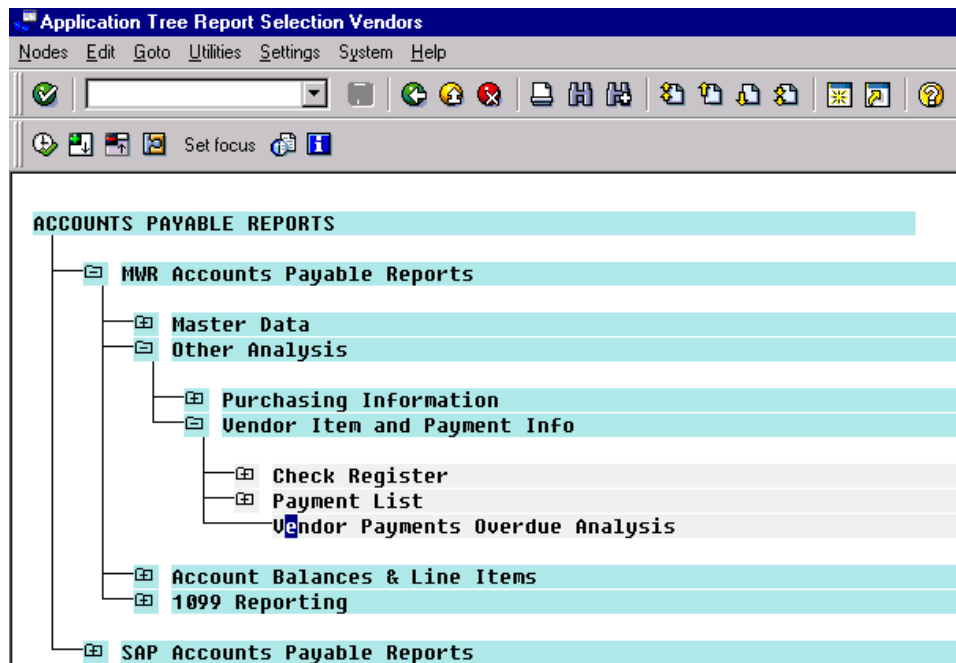 Application Tree Report Selection Vendors
Nodes Edit Goto Utilities Settings System Help
Set focus
ACCOUNTS PAYABLE REPORTS
MWR Accounts Payable Reports
Master Data
Other Analysis
Purchasing Information
Vendor Item and Payment Info
Check Register
Payment List
Vendor Payments Overdue Analysis
Account Balances & Line Items
1099 Reporting
SAP Accounts Payable Reports